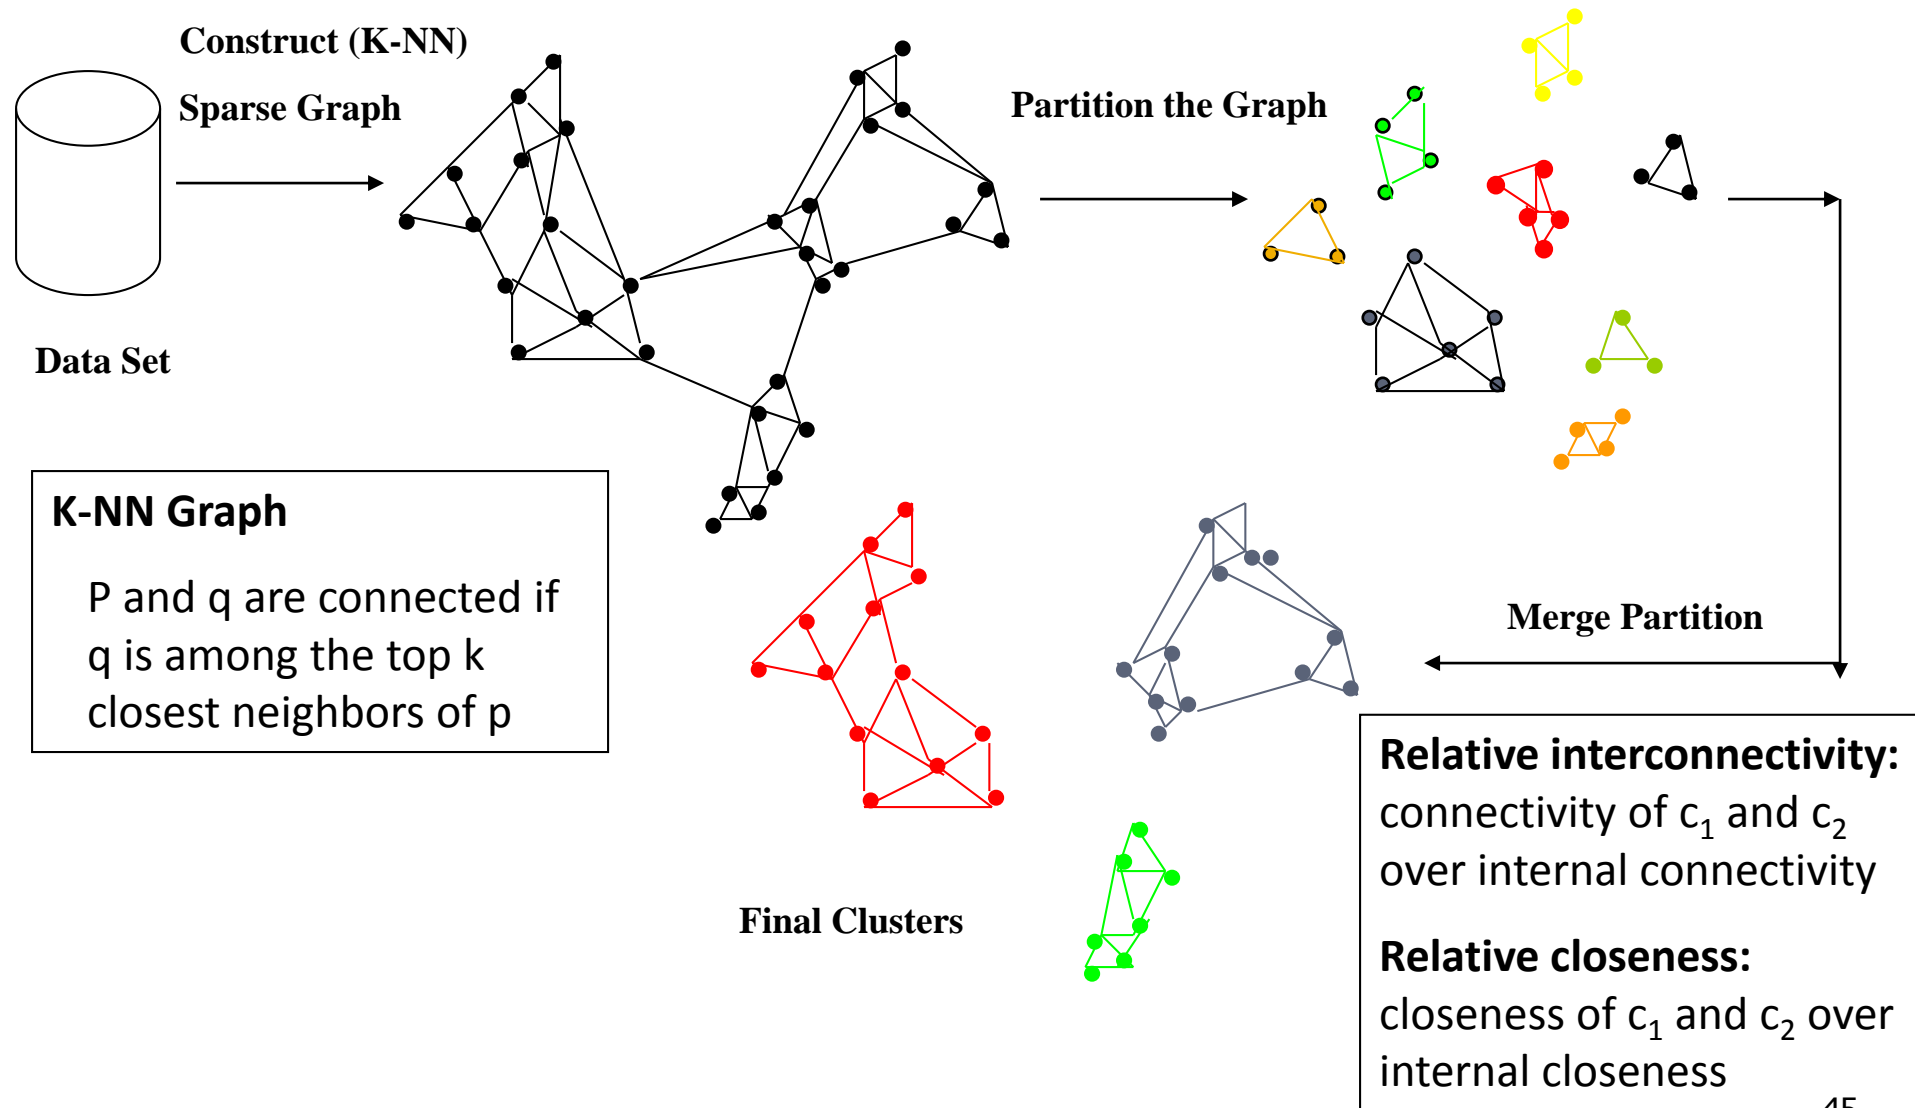 Construct (K-NN)
Sparse Graph
Partition the Graph
Data Set
K-NN Graph
P and q are connected if
q is among the top k
closest neighbors of p
Merge Partition
Final Clusters
Relative interconnectivity:
connectivity of c₁ and c₂
over internal connectivity
Relative closeness:
closeness of c₁ and c₂ over
internal closeness
45